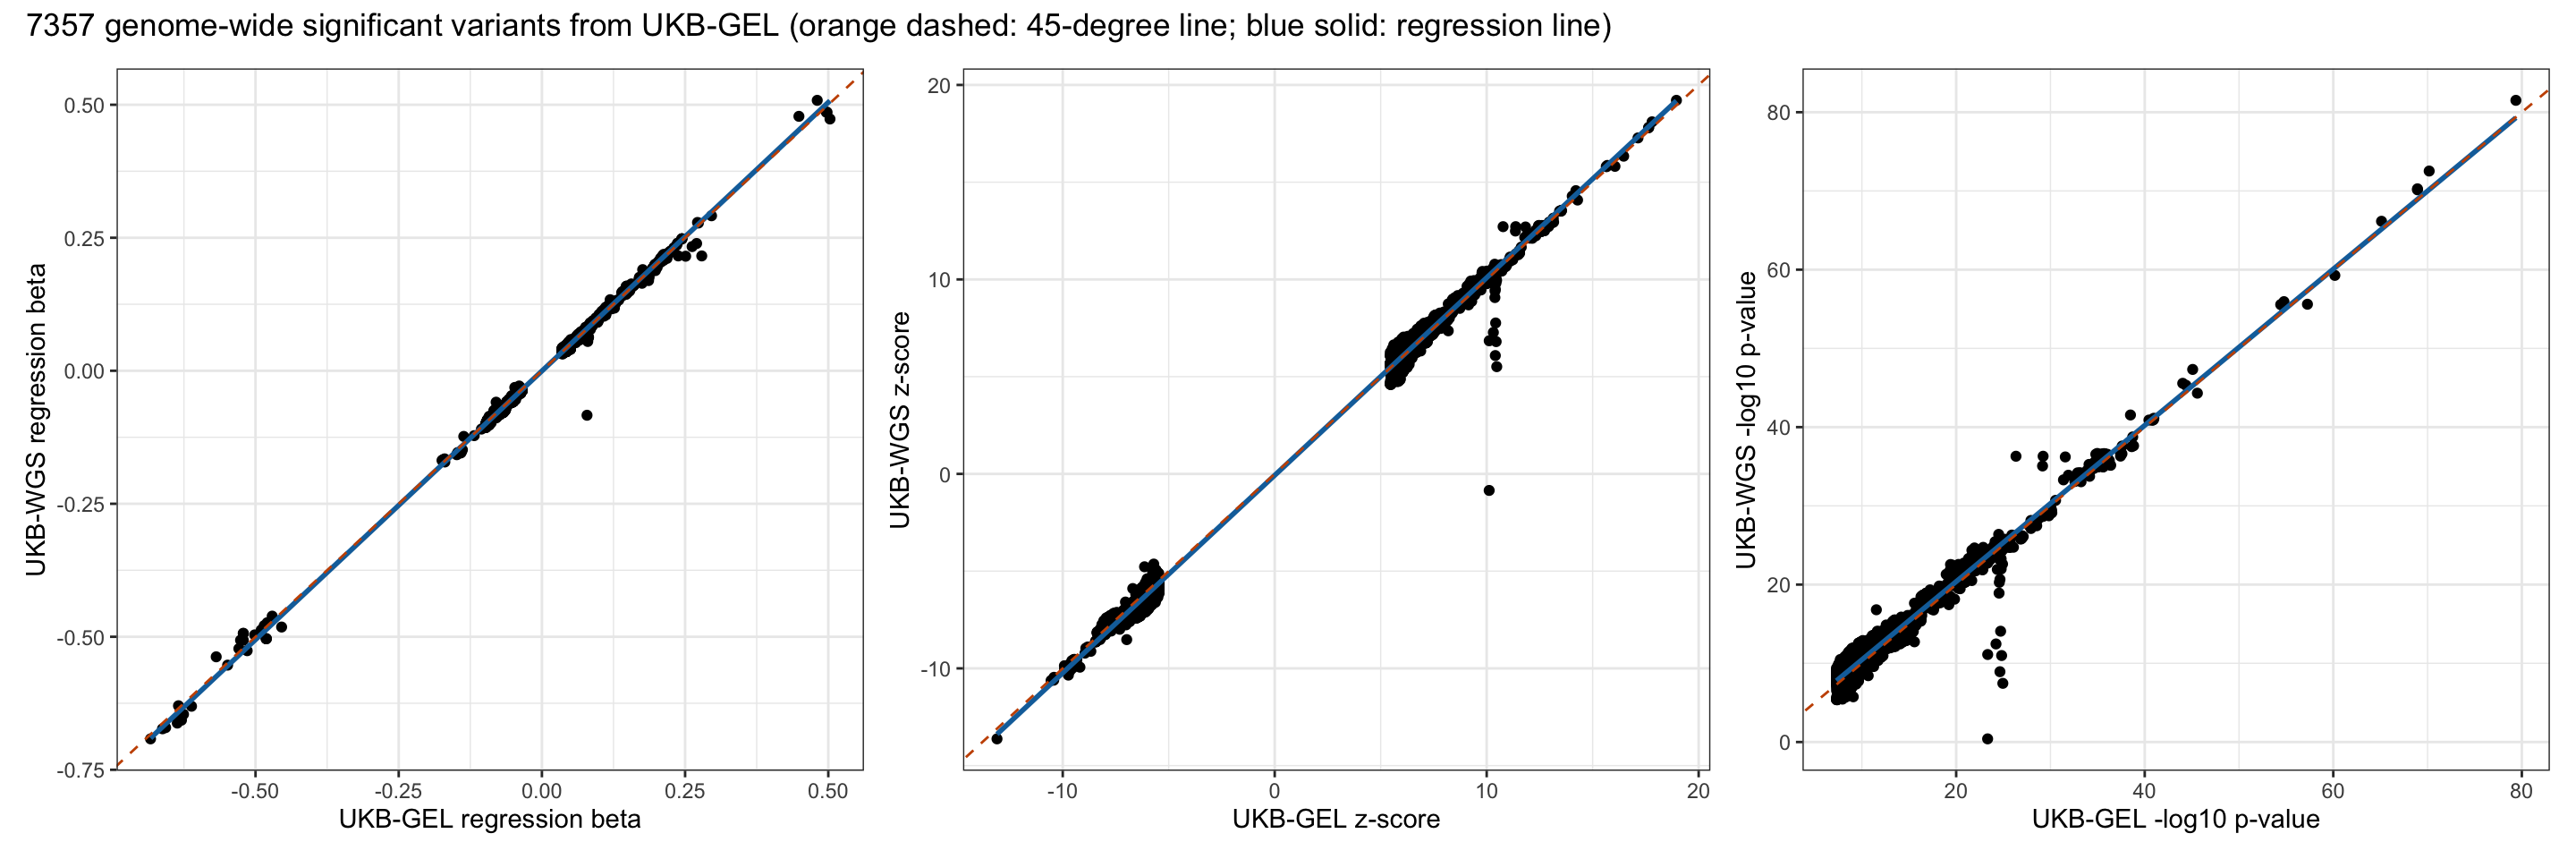 7357 genome-wide significant variants from UKB-GEL (orange dashed: 45-degree line; blue solid: regression line)
UKB-WGS regression beta
0.50
0.25
0.00
-0.25
-0.50
-0.75
-0.50 -0.25 0.00 0.25 0.50
UKB-GEL regression beta
UKB-WGS z-score
20
10
0
-10
-10 0 10 20
UKB-GEL z-score
UKB-WGS -log10 p-value
80
60
40
20
0
20 40 60 80
UKB-GEL -log10 p-value